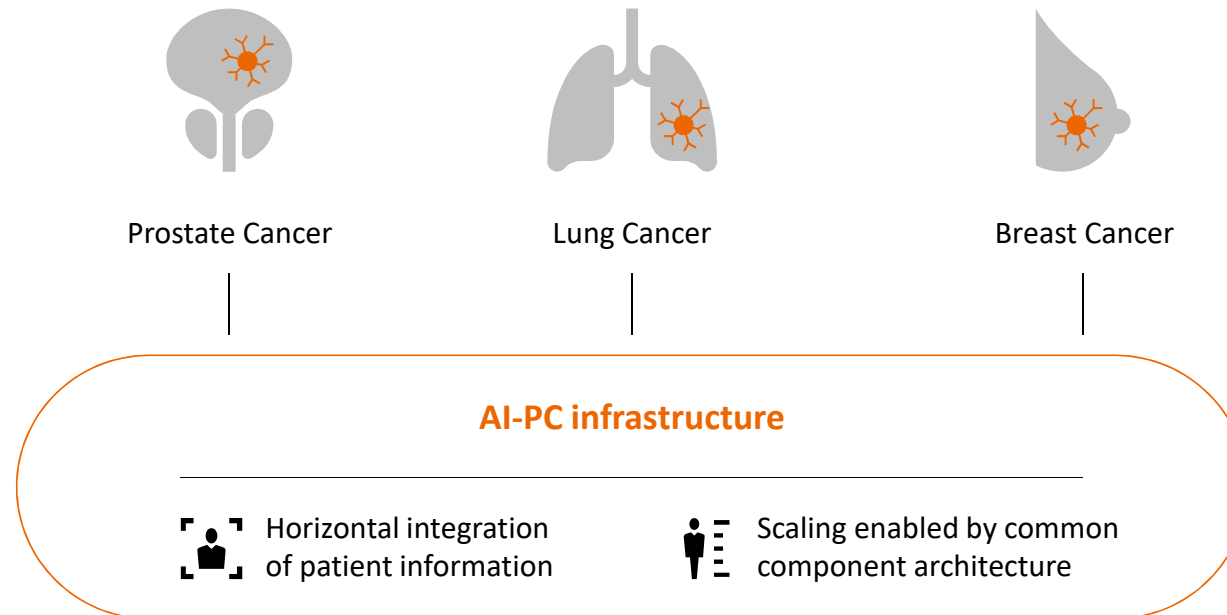 Prostate Cancer
Lung Cancer
Breast Cancer
AI-PC infrastructure
Horizontal integration
of patient information
Scaling enabled by common
component architecture